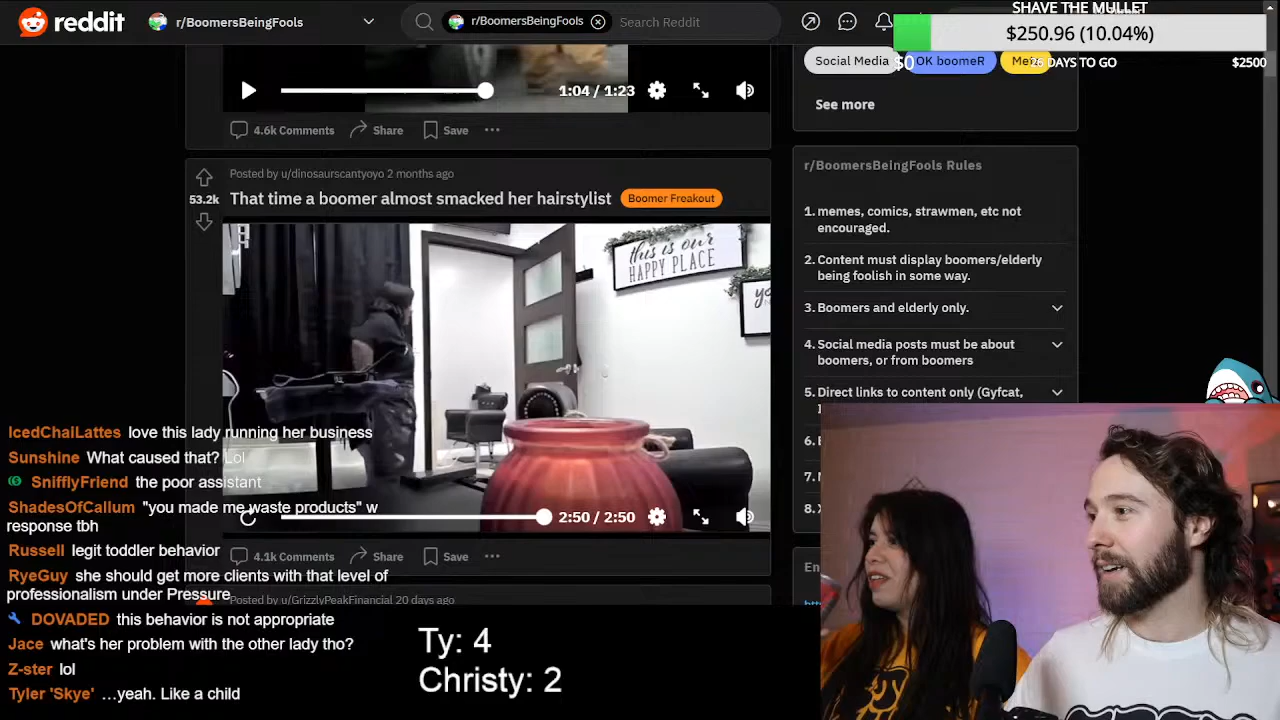 reddit
r/BoomersBeingFools
r/BoomersBeingFools
Search Reddit
SHAVE THE MULLET
$250.96 (10.04%)
$0
26 DAYS TO GO
$2500
Social Media
OK boomeR
See more
1:04 / 1:23
4.6k Comments
Share
Save
Posted by u/dinosaurscantyoyo 2 months ago
53.2k
That time a boomer almost smacked her hairstylist
Boomer Freakout
this is our
HAPPY PLACE
yo
2:50 / 2:50
4.1k Comments
Share
Save
Posted by u/GrizzlyPeakFinancial 20 days ago
r/BoomersBeingFools Rules
1. memes, comics, strawmen, etc not
encouraged.
2. Content must display boomers/elderly
being foolish in some way.
3. Boomers and elderly only.
4. Social media posts must be about
boomers, or from boomers
5. Direct links to content only (Gyfcat,
6.
7.
8.
En
IcedChaiLattes love this lady running her business
Sunshine What caused that? Lol
SnifflyFriend the poor assistant
ShadesOfCallum "you made me waste products" w
response tbh
Russell legit toddler behavior
RyeGuy she should get more clients with that level of
professionalism under Pressure
DOVADED this behavior is not appropriate
Jace what's her problem with the other lady tho?
Z-ster lol
Tyler 'Skye' …yeah. Like a child
Ty: 4
Christy: 2